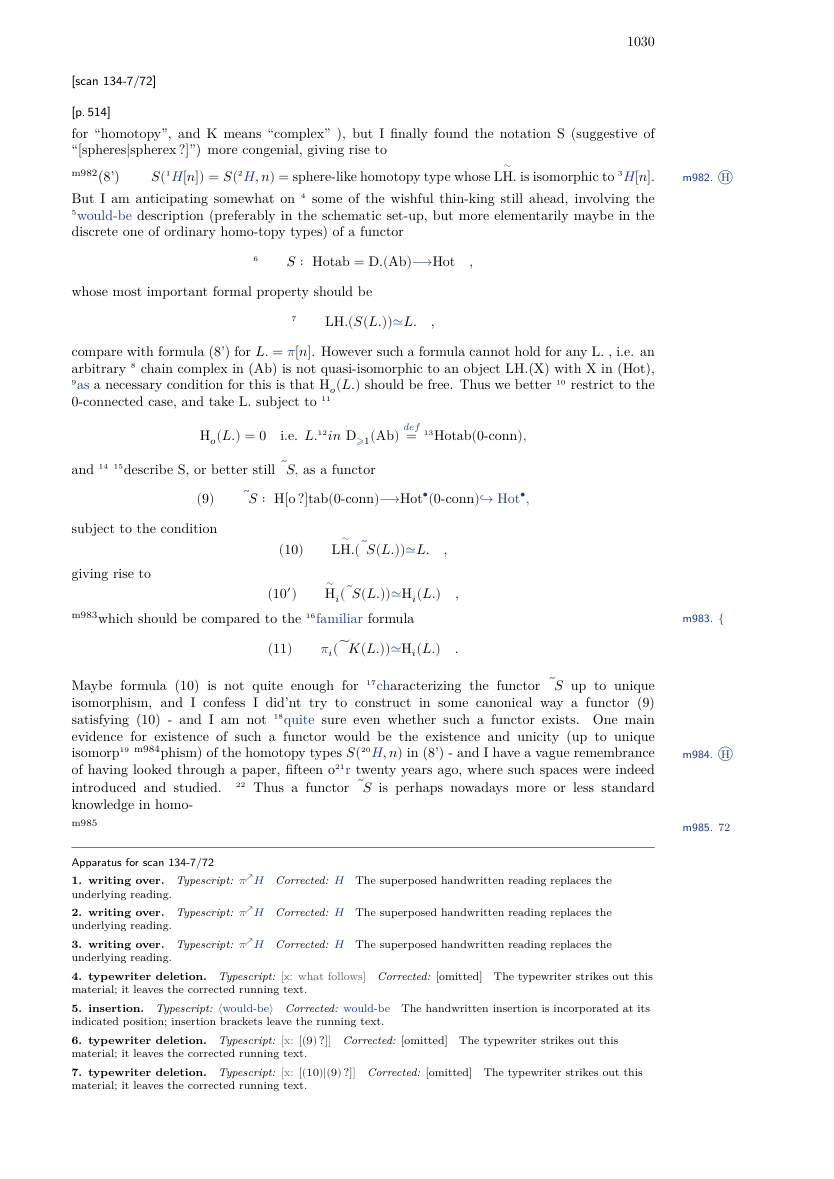 1030
[scan 134-7/72]
[p. 514]
for “homotopy”, and K means “complex” ), but I finally found the notation S (suggestive of
“[spheres|spherex ?]”) more congenial, giving rise to
m982(8’) S(¹H[n]) = S(²H, n) = sphere-like homotopy type whose LH̃. is isomorphic to ³H[n]. m982. Ⓗ
But I am anticipating somewhat on ⁴ some of the wishful thin-king still ahead, involving the
⁵would-be description (preferably in the schematic set-up, but more elementarily maybe in the
discrete one of ordinary homo-topy types) of a functor
⁶ S : Hotab = D.(Ab)⟶Hot ,
whose most important formal property should be
⁷ LH.(S(L.))≃L. ,
compare with formula (8’) for L. = π[n]. However such a formula cannot hold for any L. , i.e. an
arbitrary ⁸ chain complex in (Ab) is not quasi-isomorphic to an object LH.(X) with X in (Hot),
⁹as a necessary condition for this is that Hₒ(L.) should be free. Thus we better ¹⁰ restrict to the
0-connected case, and take L. subject to ¹¹
Hₒ(L.) = 0 i.e. L.¹²in D⩾₁(Ab) def= ¹³Hotab(0-conn),
and ¹⁴ ¹⁵describe S, or better still ˜S, as a functor
(9) ˜S : H[o ?]tab(0-conn)⟶Hot•(0-conn)↪ Hot•,
subject to the condition
(10) LH̃.(˜S(L.))≃L. ,
giving rise to
(10′) H̃ᵢ(˜S(L.))≃Hᵢ(L.) ,
m983which should be compared to the ¹⁶familiar formula m983. {
(11) πᵢ(˜K(L.))≃Hᵢ(L.) .
Maybe formula (10) is not quite enough for ¹⁷characterizing the functor ˜S up to unique
isomorphism, and I confess I did’nt try to construct in some canonical way a functor (9)
satisfying (10) - and I am not ¹⁸quite sure even whether such a functor exists. One main
evidence for existence of such a functor would be the existence and unicity (up to unique
isomorp¹⁹ m984phism) of the homotopy types S(²⁰H, n) in (8’) - and I have a vague remembrance m984. Ⓗ
of having looked through a paper, fifteen o²¹r twenty years ago, where such spaces were indeed
introduced and studied. ²² Thus a functor ˜S is perhaps nowadays more or less standard
knowledge in homo-
m985 m985. 72
Apparatus for scan 134-7/72
1. writing over. Typescript: π↗H Corrected: H The superposed handwritten reading replaces the
underlying reading.
2. writing over. Typescript: π↗H Corrected: H The superposed handwritten reading replaces the
underlying reading.
3. writing over. Typescript: π↗H Corrected: H The superposed handwritten reading replaces the
underlying reading.
4. typewriter deletion. Typescript: [x: what follows] Corrected: [omitted] The typewriter strikes out this
material; it leaves the corrected running text.
5. insertion. Typescript: ⟨would-be⟩ Corrected: would-be The handwritten insertion is incorporated at its
indicated position; insertion brackets leave the running text.
6. typewriter deletion. Typescript: [x: [(9) ?]] Corrected: [omitted] The typewriter strikes out this
material; it leaves the corrected running text.
7. typewriter deletion. Typescript: [x: [(10)|(9) ?]] Corrected: [omitted] The typewriter strikes out this
material; it leaves the corrected running text.